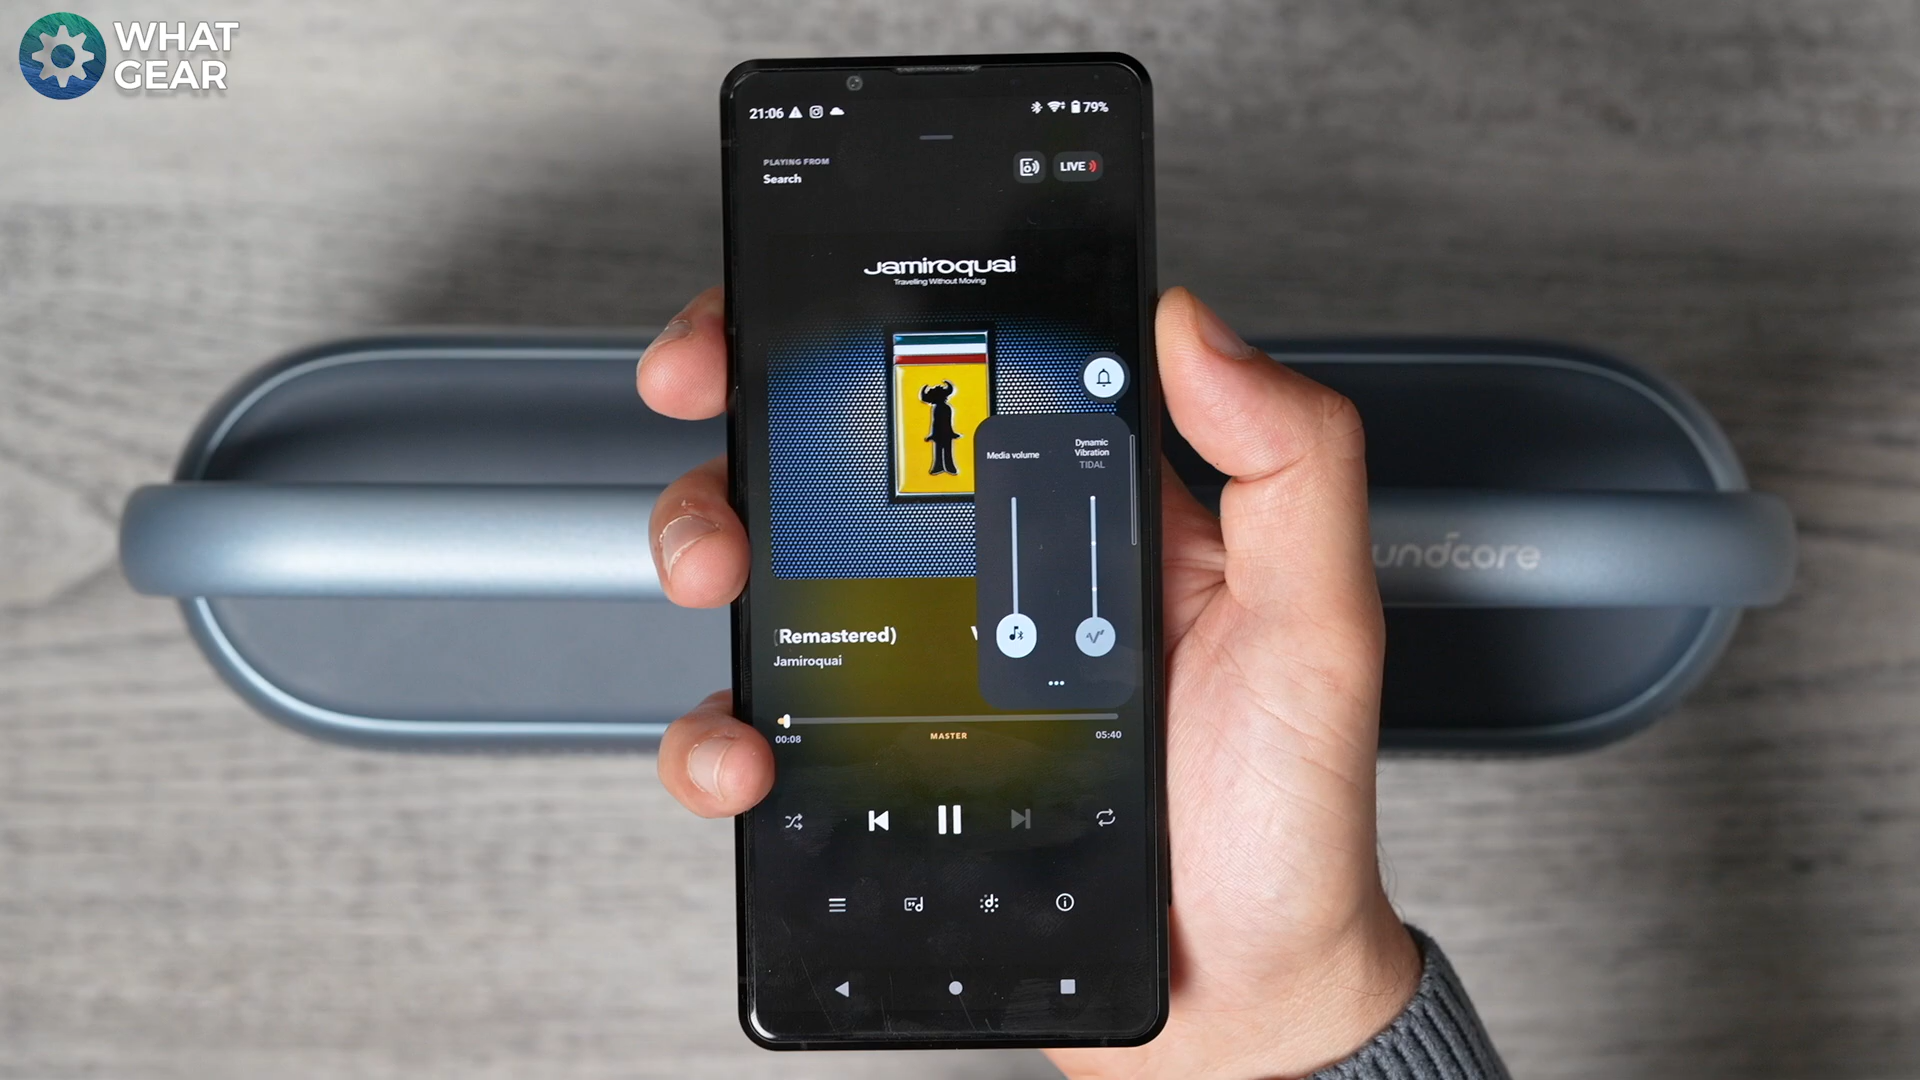 WHAT
GEAR
21:06
79%
PLAYING FROM
Search
LIVE
Jamiroquai
Travelling Without Moving
Media volume
Dynamic
Vibration
TIDAL
undcore
(Remastered)
Jamiroquai
00:08
MASTER
05:40